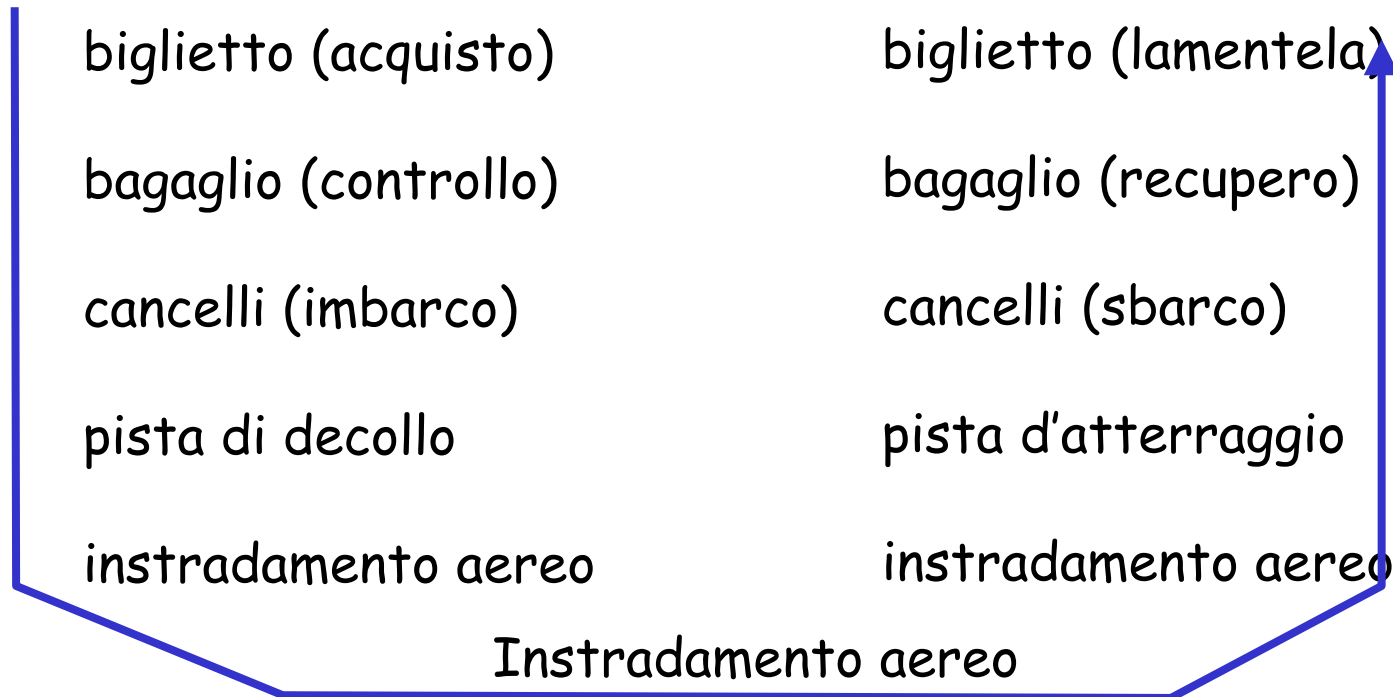 biglietto (acquisto)
bagaglio (controllo)
cancelli (imbarco)
pista di decollo
instradamento aereo
biglietto (lamentela)
bagaglio (recupero)
cancelli (sbarco)
pista d'atterraggio
instradamento aereo
Instradamento aereo